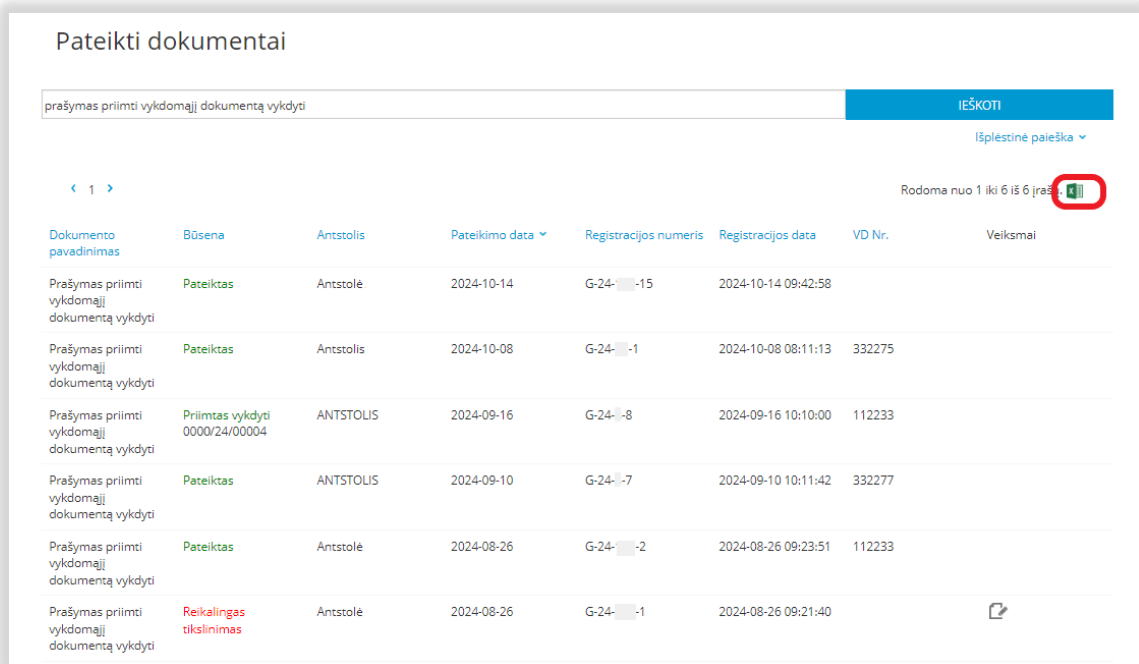 Pateikti dokumentai
prašymas priimti vykdomąjį dokumentą vykdyti
IEŠKOTI
Išplėstinė paieška
1
Rodoma nuo 1 iki 6 iš 6 įrašų.
Dokumento pavadinimas Būsena Antstolis Pateikimo data Registracijos numeris Registracijos data VD Nr. Veiksmai
Prašymas priimti Pateiktas Antstolė 2024-10-14 G-24- -15 2024-10-14 09:42:58
vykdomąjį
dokumentą vykdyti
Prašymas priimti Pateiktas Antstolis 2024-10-08 G-24- -1 2024-10-08 08:11:13 332275
vykdomąjį
dokumentą vykdyti
Prašymas priimti Priimtas vykdyti ANTSTOLIS 2024-09-16 G-24- -8 2024-09-16 10:10:00 112233
vykdomąjį 0000/24/00004
dokumentą vykdyti
Prašymas priimti Pateiktas ANTSTOLIS 2024-09-10 G-24- -7 2024-09-10 10:11:42 332277
vykdomąjį
dokumentą vykdyti
Prašymas priimti Pateiktas Antstolė 2024-08-26 G-24- -2 2024-08-26 09:23:51 112233
vykdomąjį
dokumentą vykdyti
Prašymas priimti Reikalingas Antstolė 2024-08-26 G-24- -1 2024-08-26 09:21:40
vykdomąjį tikslinimas
dokumentą vykdyti